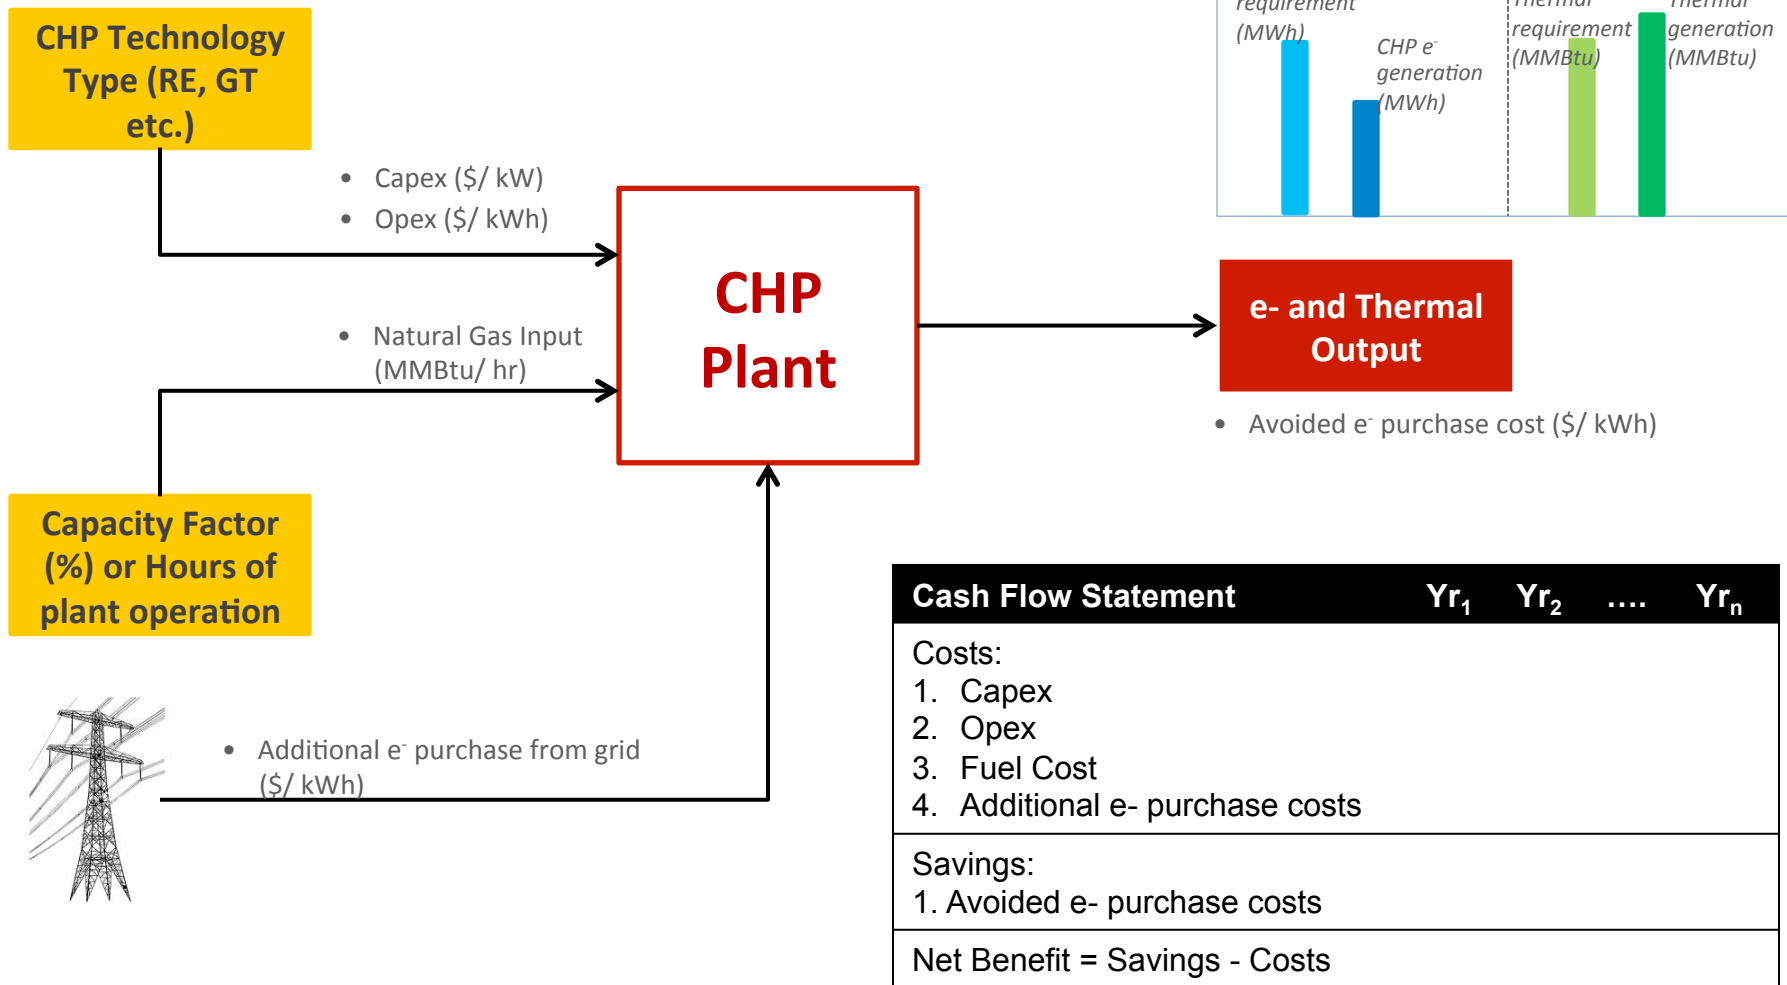 CHP Technology
Type (RE, GT
etc.)
• Capex ($/ kW)
• Opex ($/ kWh)
• Natural Gas Input
(MMBtu/ hr)
CHP
Plant
Capacity Factor
(%) or Hours of
plant operation
• Additional e⁻ purchase from grid
($/ kWh)
requirement
(MWh)
CHP e⁻
generation
(MWh)
Thermal
requirement
(MMBtu)
Thermal
generation
(MMBtu)
e- and Thermal
Output
• Avoided e⁻ purchase cost ($/ kWh)
Cash Flow Statement Yr₁ Yr₂ …. Yrₙ
Costs:
1. Capex
2. Opex
3. Fuel Cost
4. Additional e- purchase costs
Savings:
1. Avoided e- purchase costs
Net Benefit = Savings - Costs